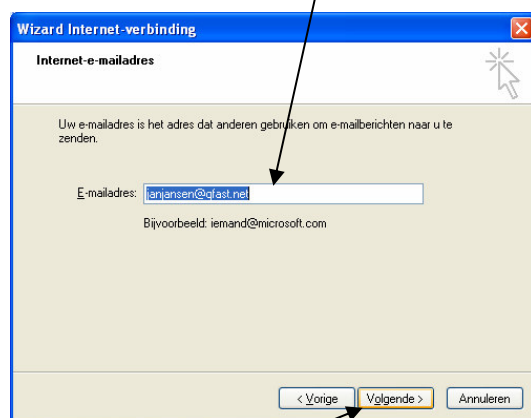 Wizard Internet-verbinding
Internet-e-mailadres
Uw e-mailadres is het adres dat anderen gebruiken om e-mailberichten naar u te
zenden.
E-mailadres: janjansen@qfast.net
Bijvoorbeeld: iemand@microsoft.com
< Vorige Volgende > Annuleren